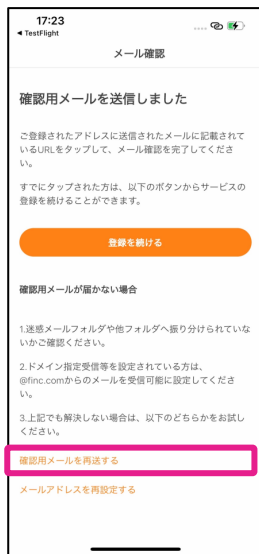 17:23
◀ TestFlight
メール確認
確認用メールを送信しました
ご登録されたアドレスに送信されたメールに記載されて
いるURLをタップして、メール確認を完了してくださ
い。
すでにタップされた方は、以下のボタンからサービスの
登録を続けることができます。
登録を続ける
確認用メールが届かない場合
1.迷惑メールフォルダや他フォルダへ振り分けられていな
いかご確認ください。
2.ドメイン指定受信等を設定されている方は、
@finc.comからのメールを受信可能に設定してくださ
い。
3.上記でも解決しない場合は、以下のどちらかをお試し
ください。
確認用メールを再送する
メールアドレスを再設定する